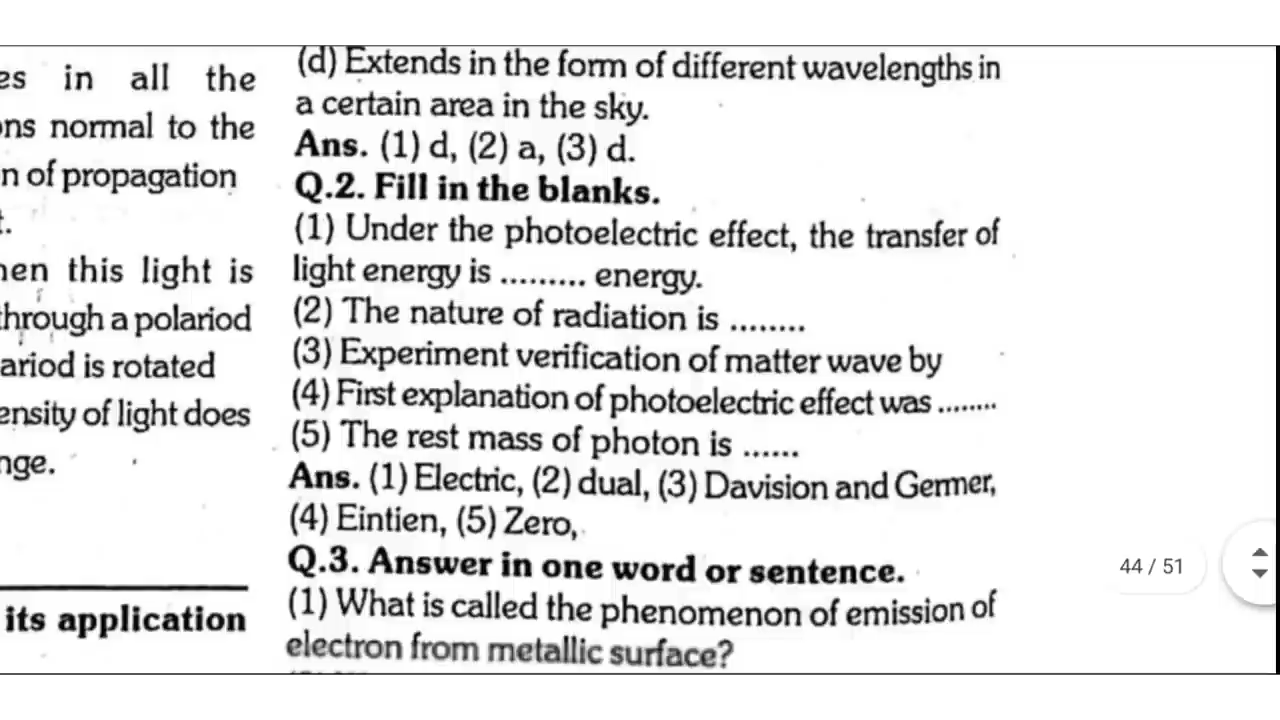 es in all the
ons normal to the
n of propagation
t.
hen this light is
through a polariod
ariod is rotated
ensity of light does
nge.
its application
(d) Extends in the form of different wavelengths in
a certain area in the sky.
Ans. (1) d, (2) a, (3) d.
Q.2. Fill in the blanks.
(1) Under the photoelectric effect, the transfer of
light energy is ......... energy.
(2) The nature of radiation is ........
(3) Experiment verification of matter wave by
(4) First explanation of photoelectric effect was ........
(5) The rest mass of photon is ......
Ans. (1) Electric, (2) dual, (3) Davision and Germer,
(4) Eintien, (5) Zero,
Q.3. Answer in one word or sentence.
(1) What is called the phenomenon of emission of
electron from metallic surface?
44 / 51